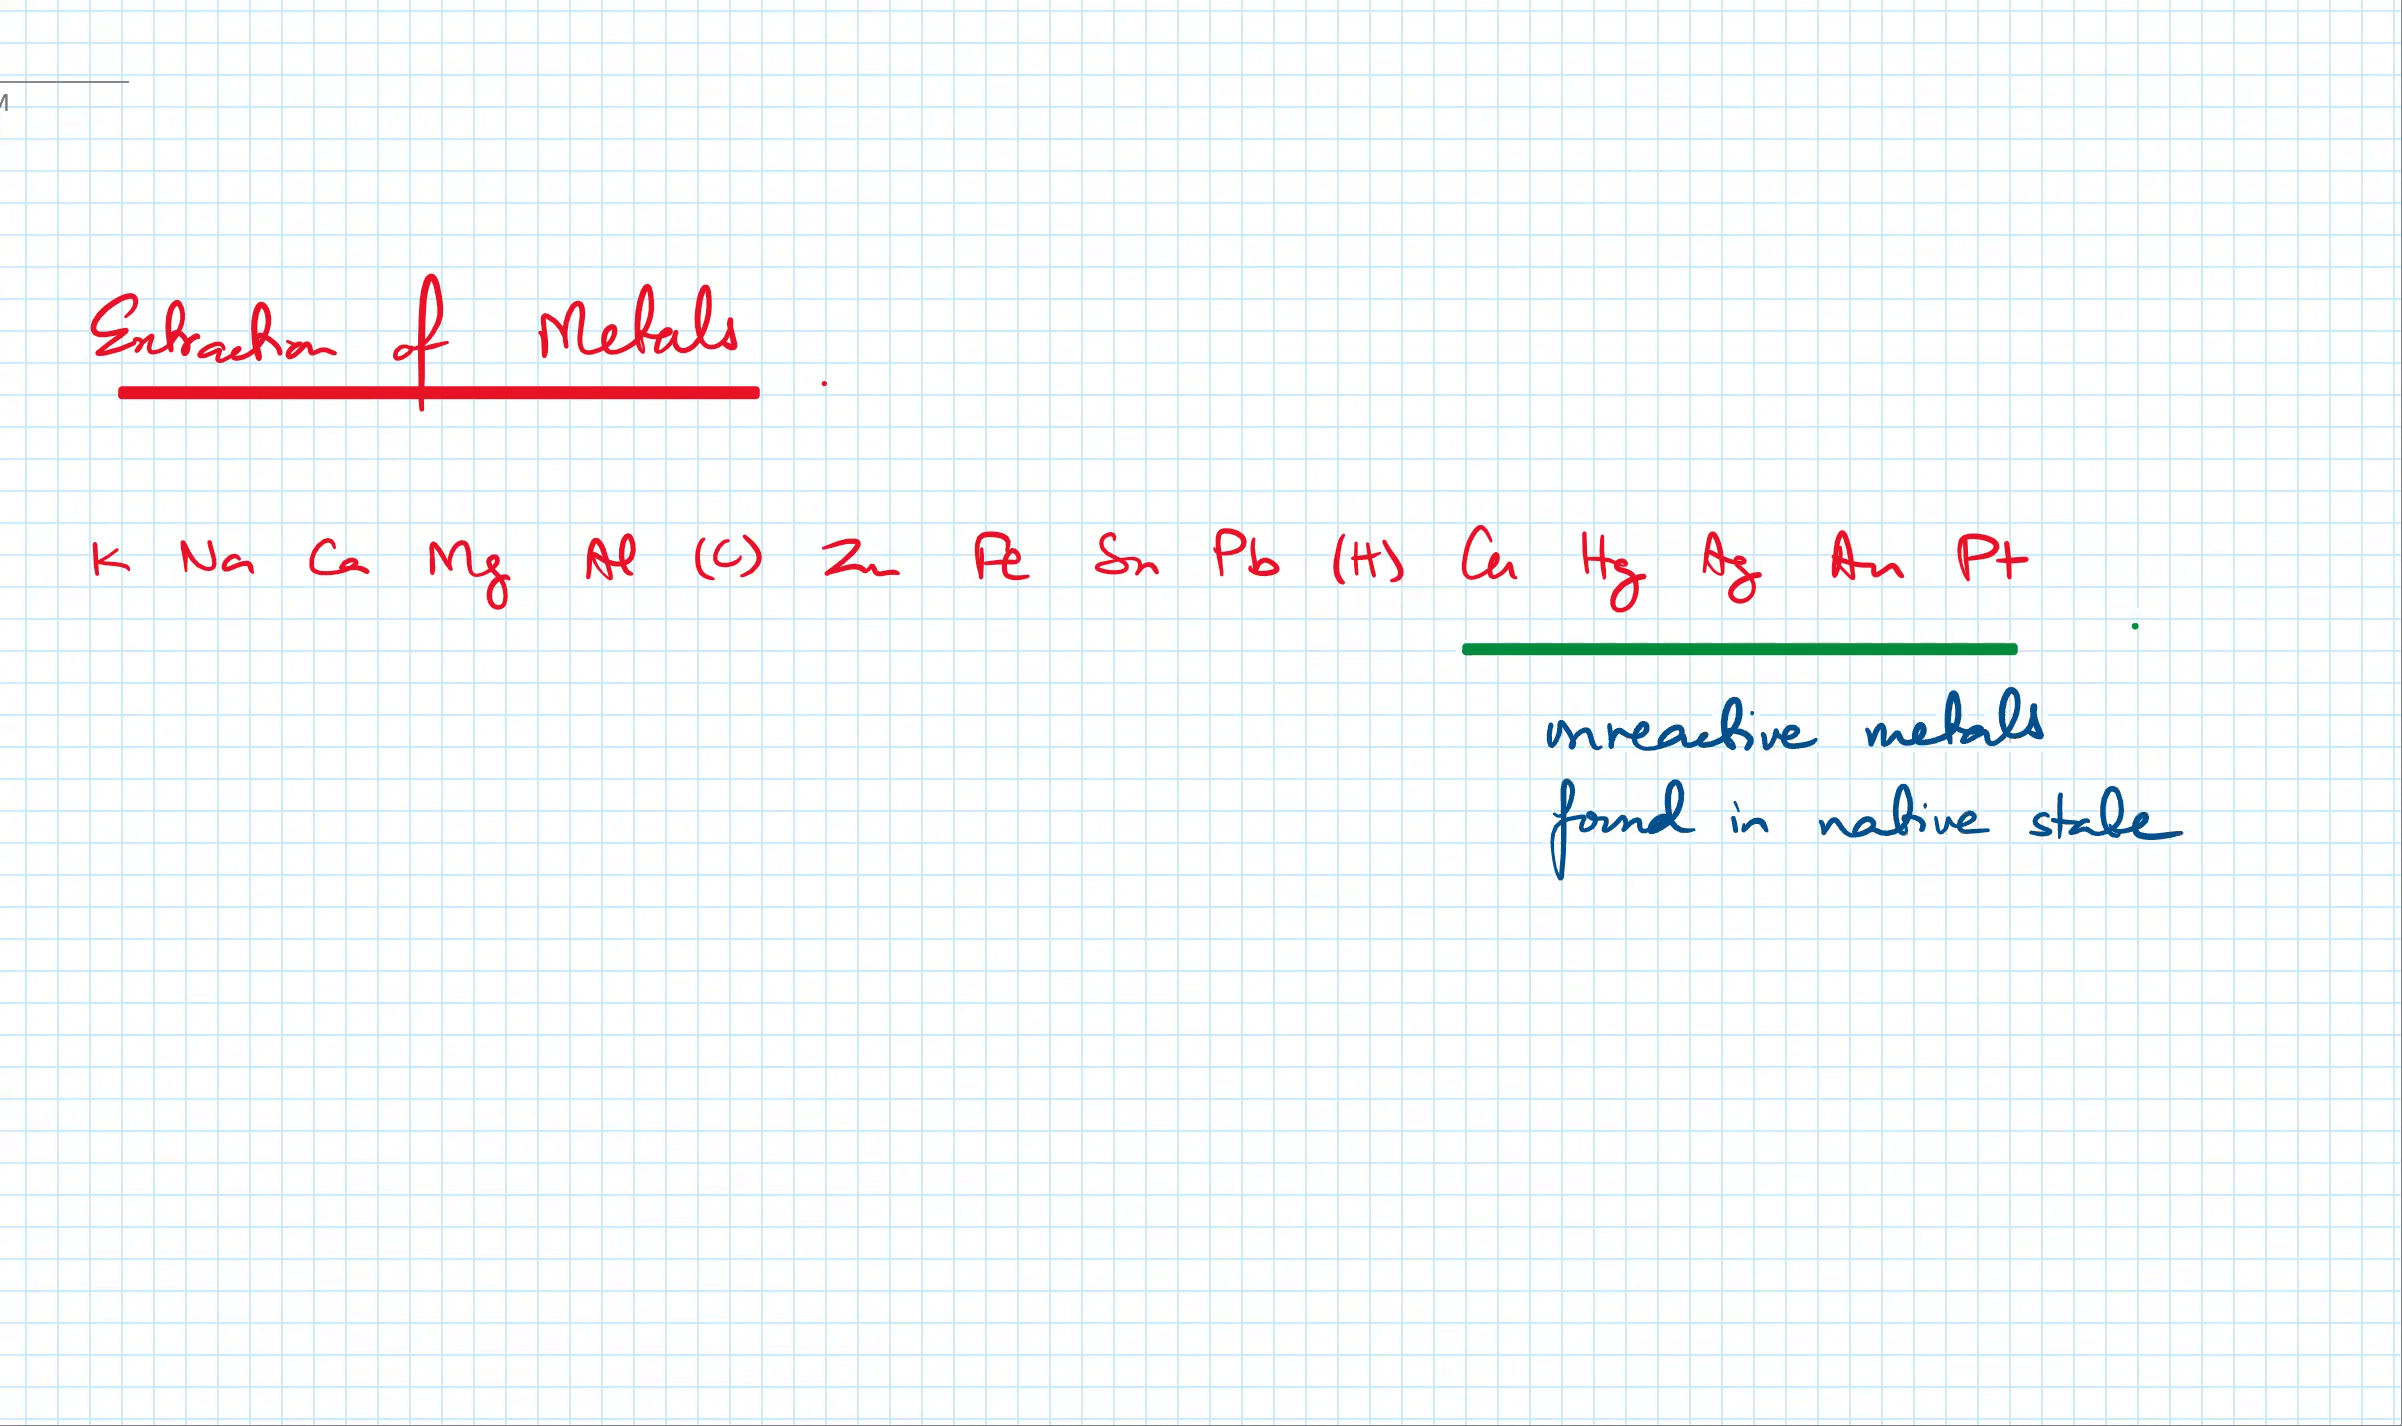 M
Extraction of Metals
K Na Ca Mg Al (C) Zn Fe Sn Pb (H) Cu Hg Ag Au Pt
unreactive metals
found in native state